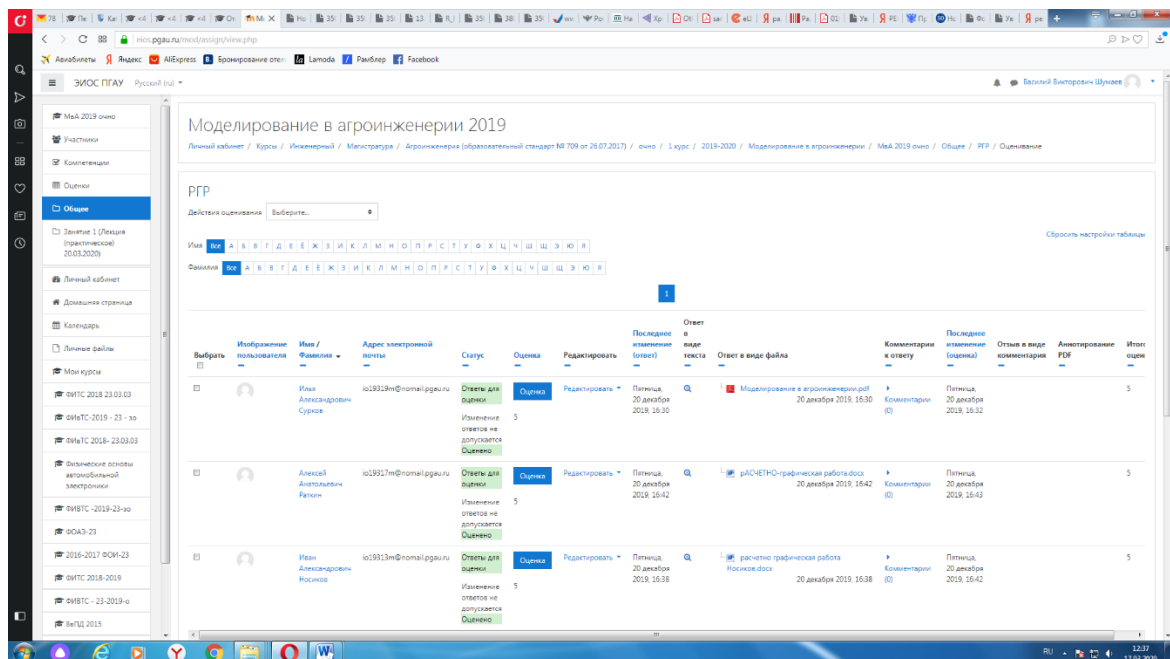 eios.pgau.ru/mod/assign/view.php
Авиабилеты Яндекс AliExpress Lamoda Рамблер Facebook
ЭИОС ПГАУ Русский (ru)
Василий Викторович Шумаев
МвА 2019 очно
Участники
Компетенции
Оценки
Общее
Занятие 1 (Лекция
(практическое)
20.03.2020)
Личный кабинет
Домашняя страница
Календарь
Личные файлы
Мои курсы
ФИТС 2018 23.03.03
ФИвТС-2019 - 23 - зо
ФИвТС 2018- 23.03.03
Физические основы
автомобильной
электроники
ФИВТС -2019-23-зо
ФОАЭ-23
2016-2017 ФОИ-23
ФИТС 2018-2019
ФИВТС - 23-2019-о
ВвПД 2015
Моделирование в агроинженерии 2019
Личный кабинет / Курсы / Инженерный / Магистратура / Агроинженерия (образовательный стандарт № 709 от 26.07.2017) / очно / 1 курс / 2019-2020 / Моделирование в агроинженерии / МвА 2019 очно / Общее / РГР / Оценивание
РГР
Действия оценивания Выберите...
Сбросить настройки таблицы
Имя Все А Б В Г Д Е Ё Ж З И К Л М Н О П Р С Т У Ф Х Ц Ч Ш Щ Э Ю Я
Фамилия Все А Б В Г Д Е Ё Ж З И К Л М Н О П Р С Т У Ф Х Ц Ч Ш Щ Э Ю Я
1
Выбрать
Изображение
пользователя
Имя /
Фамилия
Адрес электронной
почты
Статус
Оценка
Редактировать
Последнее
изменение
(ответ)
Ответ
в
виде
текста
Ответ в виде файла
Комментарии
к ответу
Последнее
изменение
(оценка)
Отзыв в виде
комментария
Аннотирование
PDF
Илья
Александрович
Сурков
io19319m@nomail.pgau.ru
Ответы для
оценки
Изменение
ответов не
допускается
Оценено
Оценка
5
Редактировать
Пятница,
20 декабря
2019, 16:30
Моделирование в агроинженерии.pdf
20 декабря 2019, 16:30
Комментарии
(0)
Пятница,
20 декабря
2019, 16:32
5
Алексей
Анатольевич
Раткин
io19317m@nomail.pgau.ru
Ответы для
оценки
Изменение
ответов не
допускается
Оценено
Оценка
5
Редактировать
Пятница,
20 декабря
2019, 16:42
рАСЧЕТНО-графическая работа.docx
20 декабря 2019, 16:42
Комментарии
(0)
Пятница,
20 декабря
2019, 16:43
5
Иван
Александрович
Носиков
io19313m@nomail.pgau.ru
Ответы для
оценки
Изменение
ответов не
допускается
Оценено
Оценка
5
Редактировать
Пятница,
20 декабря
2019, 16:38
расчетно графическая работа
Носиков.docx
20 декабря 2019, 16:38
Комментарии
(0)
Пятница,
20 декабря
2019, 16:42
5
RU
12:37